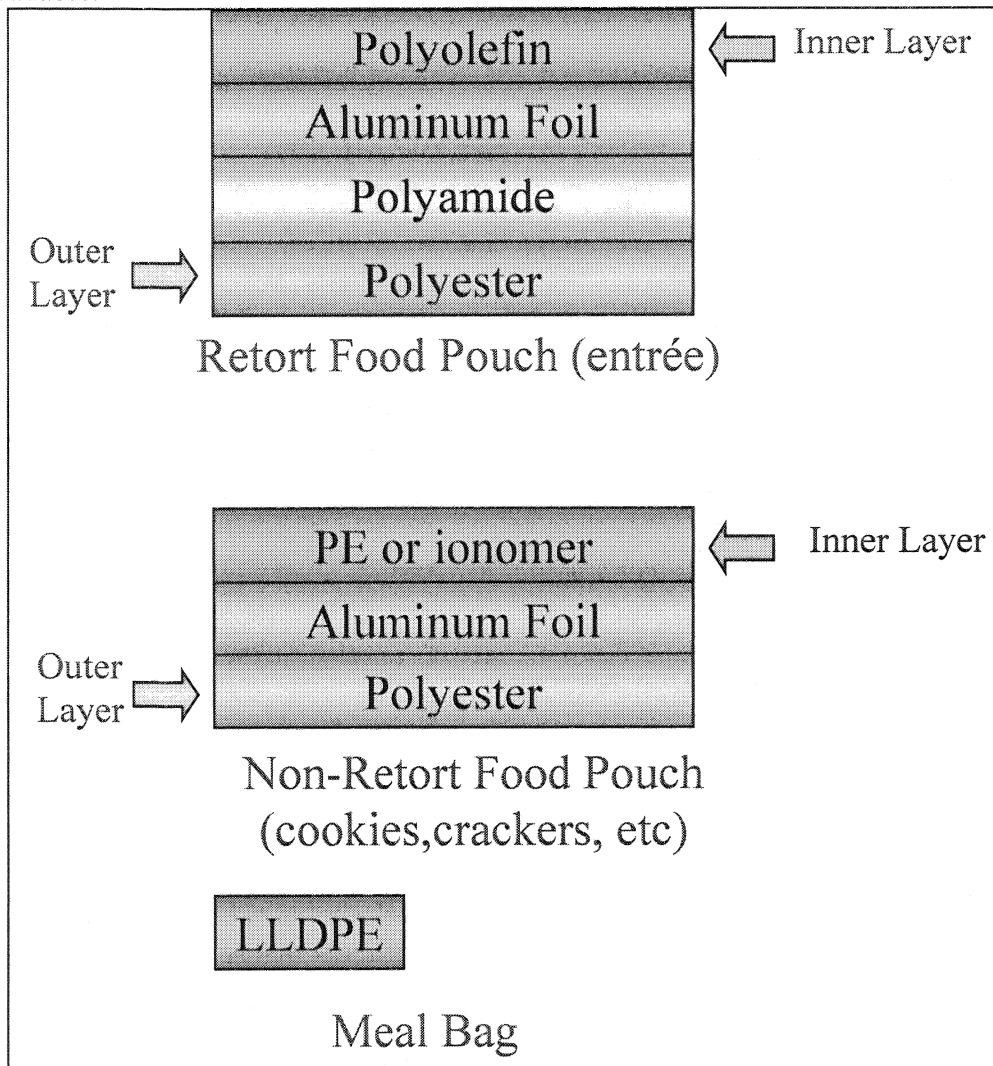 Polyolefin
Inner Layer
Aluminum Foil
Polyamide
Outer
Layer
Polyester
Retort Food Pouch (entrée)
PE or ionomer
Inner Layer
Aluminum Foil
Outer
Layer
Polyester
Non-Retort Food Pouch
(cookies,crackers, etc)
LLDPE
Meal Bag